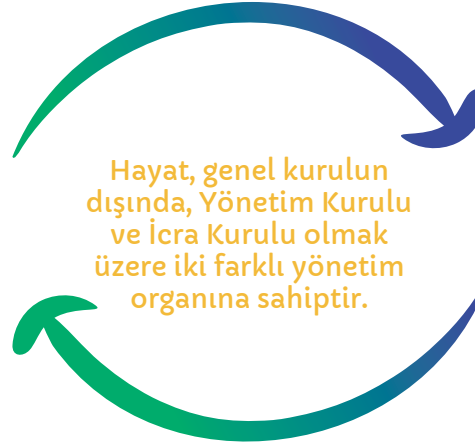 Hayat, genel kurulun
dışında, Yönetim Kurulu
ve İcra Kurulu olmak
üzere iki farklı yönetim
organına sahiptir.